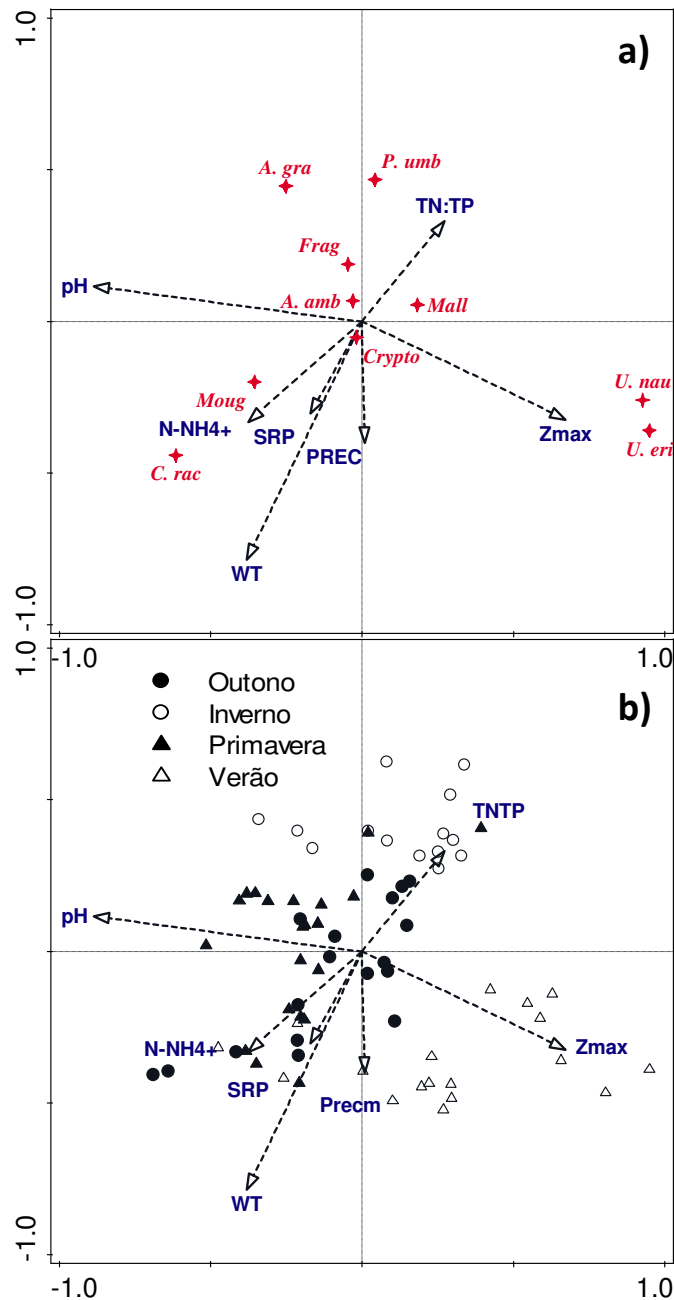 1.0
a)
P. umb
A. gra
TN:TP
Frag
pH
A. amb
Mall
Crypto
U. nau
Moug
N-NH4+
SRP
PREC
Zmax
U. eri
C. rac
WT
-1.0
-1.0
1.0
1.0
b)
Outono
Inverno
Primavera
Verão
TNTP
pH
N-NH4+
SRP
Precm
Zmax
WT
-1.0
-1.0
1.0